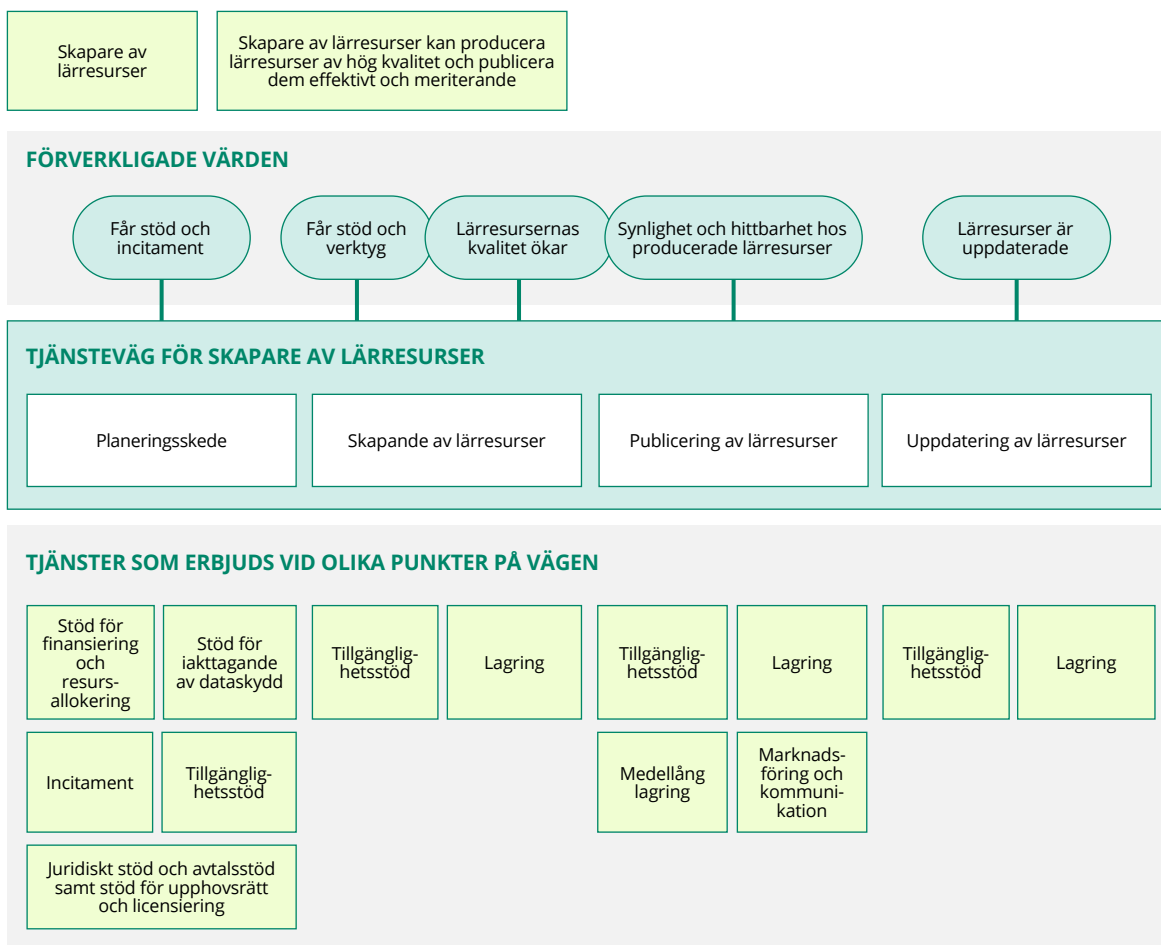 Skapare av
lärresurser
Skapare av lärresurser kan producera
lärresurser av hög kvalitet och publicera
dem effektivt och meriterande
FÖRVERKLIGADE VÄRDEN
Får stöd och
incitament
Får stöd och
verktyg
Lärresursernas
kvalitet ökar
Synlighet och hittbarhet hos
producerade lärresurser
Lärresurser är
uppdaterade
TJÄNSTEVÄG FÖR SKAPARE AV LÄRRESURSER
Planeringsskede
Skapande av lärresurser
Publicering av lärresurser
Uppdatering av lärresurser
TJÄNSTER SOM ERBJUDS VID OLIKA PUNKTER PÅ VÄGEN
Stöd för
finansiering
och
resurs-
allokering
Stöd för
iakttagande
av dataskydd
Tillgänglig-
hetsstöd
Lagring
Tillgänglig-
hetsstöd
Lagring
Tillgänglig-
hetsstöd
Lagring
Incitament
Tillgänglig-
hetsstöd
Medellång
lagring
Marknads-
föring och
kommuni-
kation
Juridiskt stöd och avtalsstöd
samt stöd för upphovsrätt
och licensiering